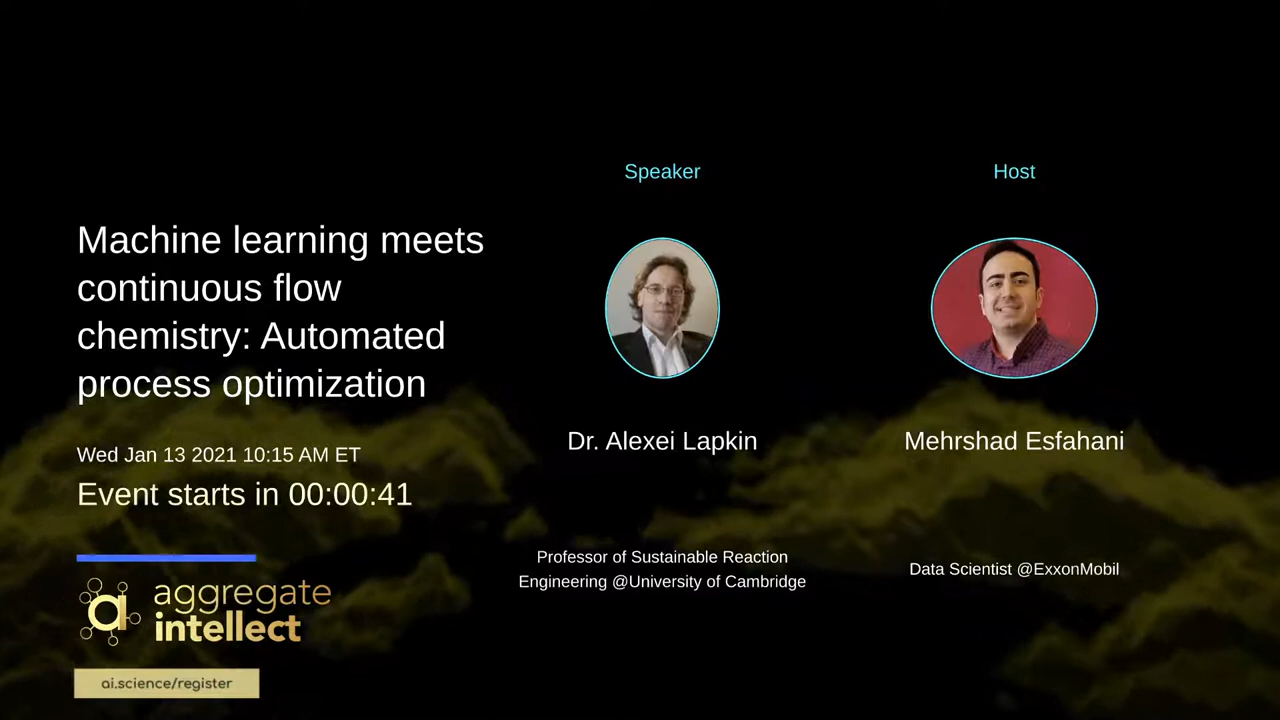 Machine learning meets
continuous flow
chemistry: Automated
process optimization
Wed Jan 13 2021 10:15 AM ET
Event starts in 00:00:41
aggregate
intellect
ai.science/register
Speaker
Dr. Alexei Lapkin
Professor of Sustainable Reaction
Engineering @University of Cambridge
Host
Mehrshad Esfahani
Data Scientist @ExxonMobil